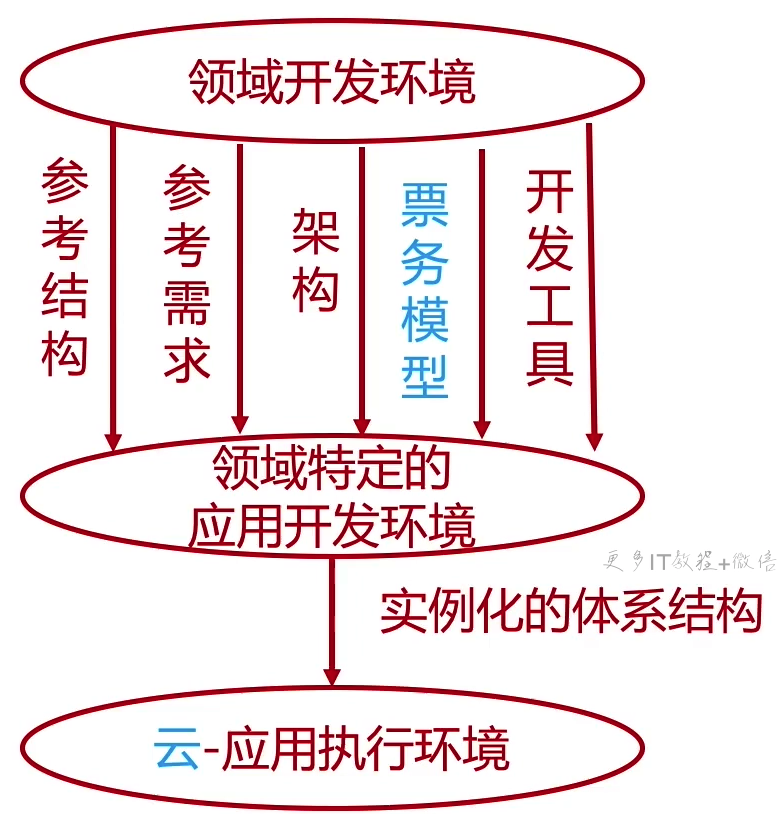 领域开发环境
参考结构
参考需求
架构
票务模型
开发工具
领域特定的
应用开发环境
更多IT教程+微信
实例化的体系结构
云-应用执行环境